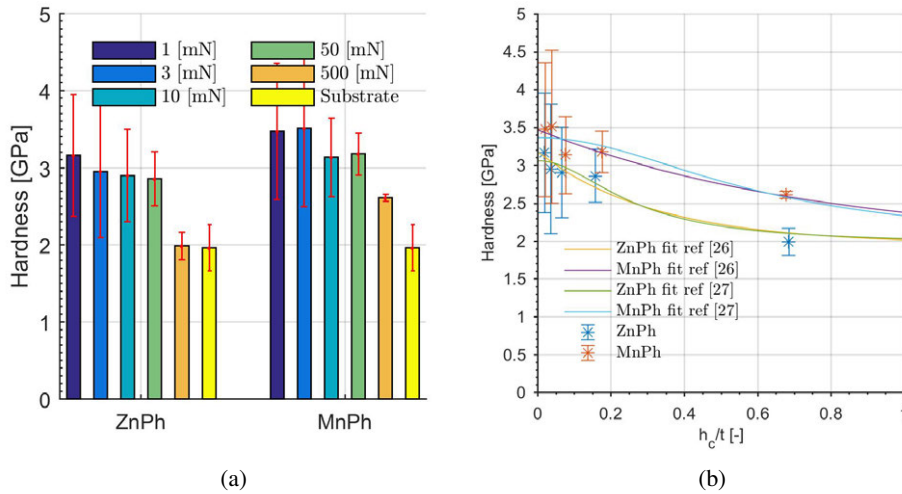 5
4
3
2
1
0
Hardness [GPa]
1 [mN]
3 [mN]
10 [mN]
50 [mN]
500 [mN]
Substrate
ZnPh
MnPh
(a)
5
4.5
4
3.5
3
2.5
2
1.5
1
0.5
0
Hardness [GPa]
ZnPh fit ref [26]
MnPh fit ref [26]
ZnPh fit ref [27]
MnPh fit ref [27]
ZnPh
MnPh
0 0.2 0.4 0.6 0.8 1
h_c/t [-]
(b)